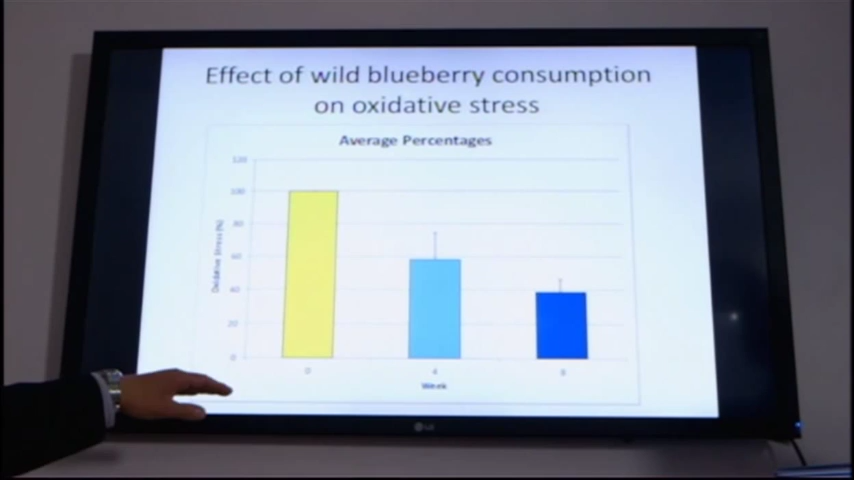 Effect of wild blueberry consumption
on oxidative stress
Average Percentages
120
100
80
60
40
20
0
Oxidative Stress (%)
0 4 8
Week
LG